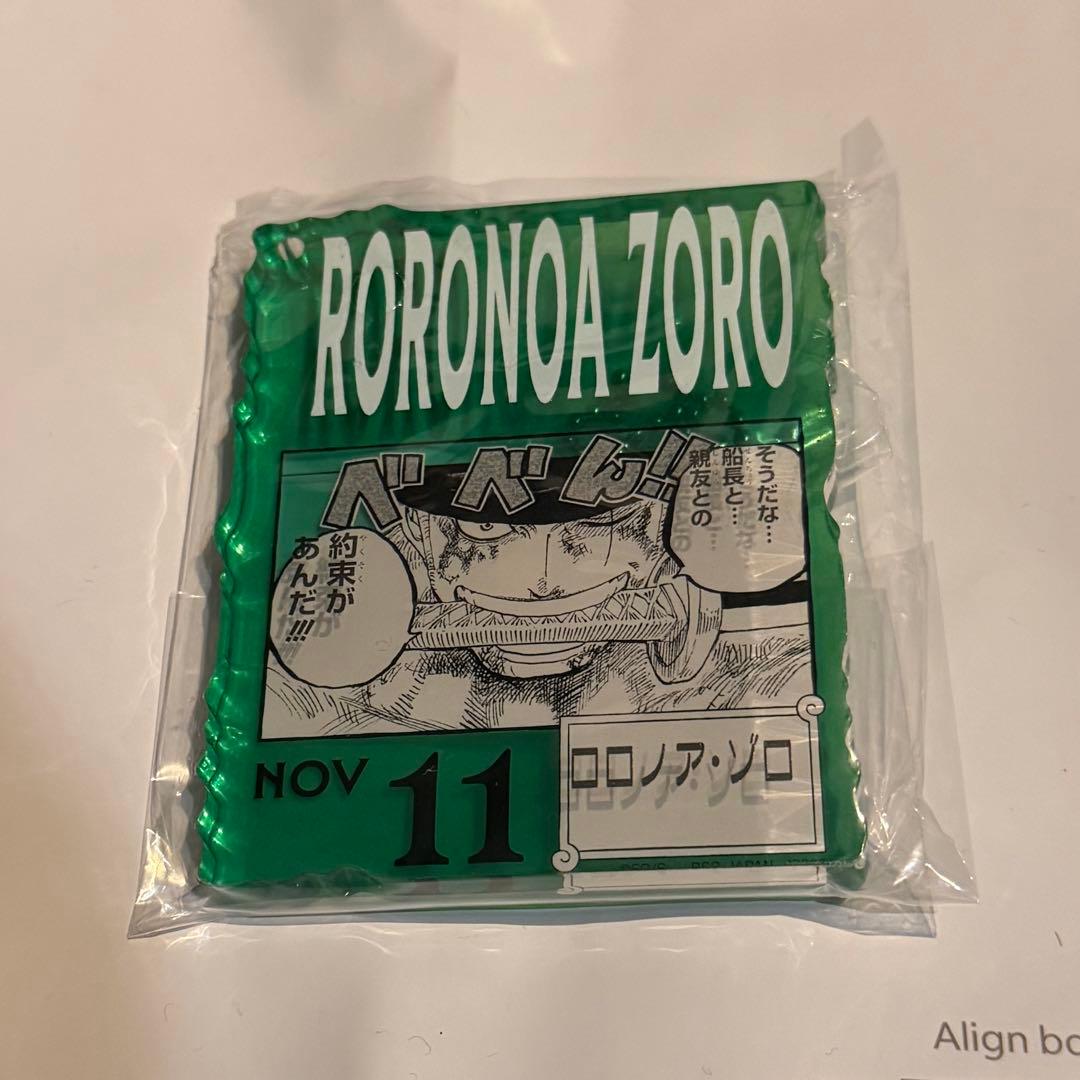 RORONOA ZORO
べべん!!
そうだな…
船長と…
親友との
約束が
あんだ!!!
NOV 11
ロロノア・ゾロ
Align